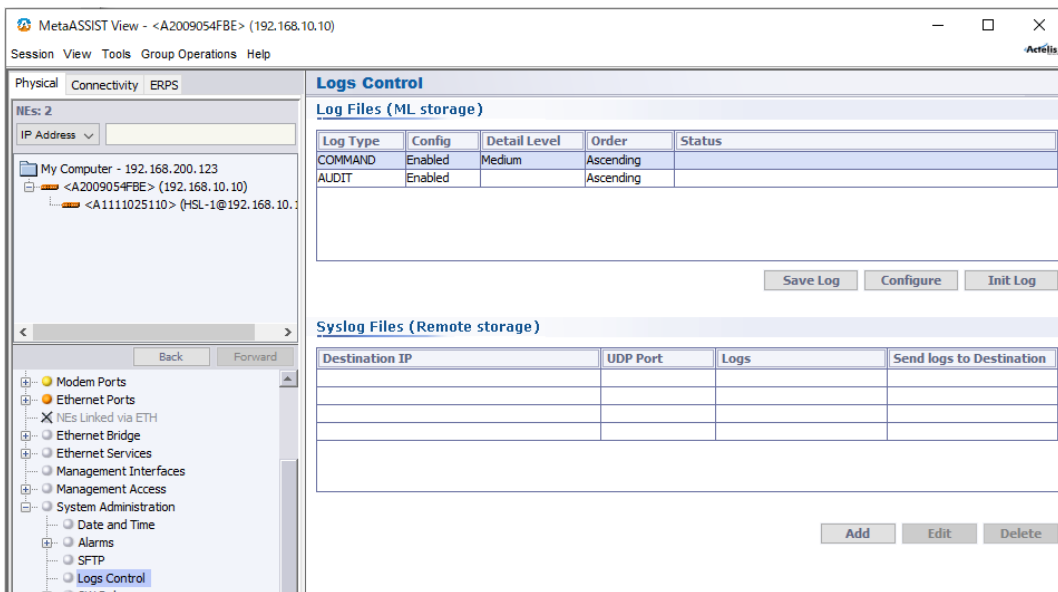 MetaASSIST View - <A2009054FBE> (192.168.10.10)
Session View Tools Group Operations Help
Actelis
Physical Connectivity ERPS
NEs: 2
IP Address
My Computer - 192.168.200.123
<A2009054FBE> (192.168.10.10)
<A1111025110> (HSL-1@192.168.10.1
Back Forward
Modem Ports
Ethernet Ports
NEs Linked via ETH
Ethernet Bridge
Ethernet Services
Management Interfaces
Management Access
System Administration
Date and Time
Alarms
SFTP
Logs Control
Logs Control
Log Files (ML storage)
Log Type Config Detail Level Order Status
COMMAND Enabled Medium Ascending
AUDIT Enabled Ascending
Save Log Configure Init Log
Syslog Files (Remote storage)
Destination IP UDP Port Logs Send logs to Destination
Add Edit Delete